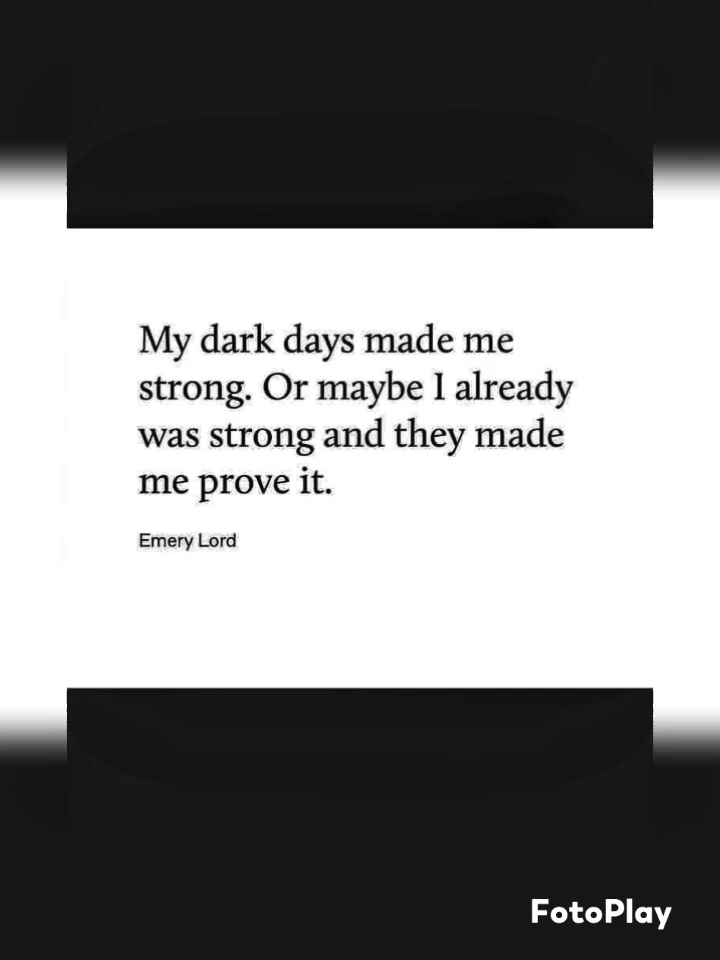 My dark days made me
strong. Or maybe I already
was strong and they made
me prove it.
Emery Lord
FotoPlay